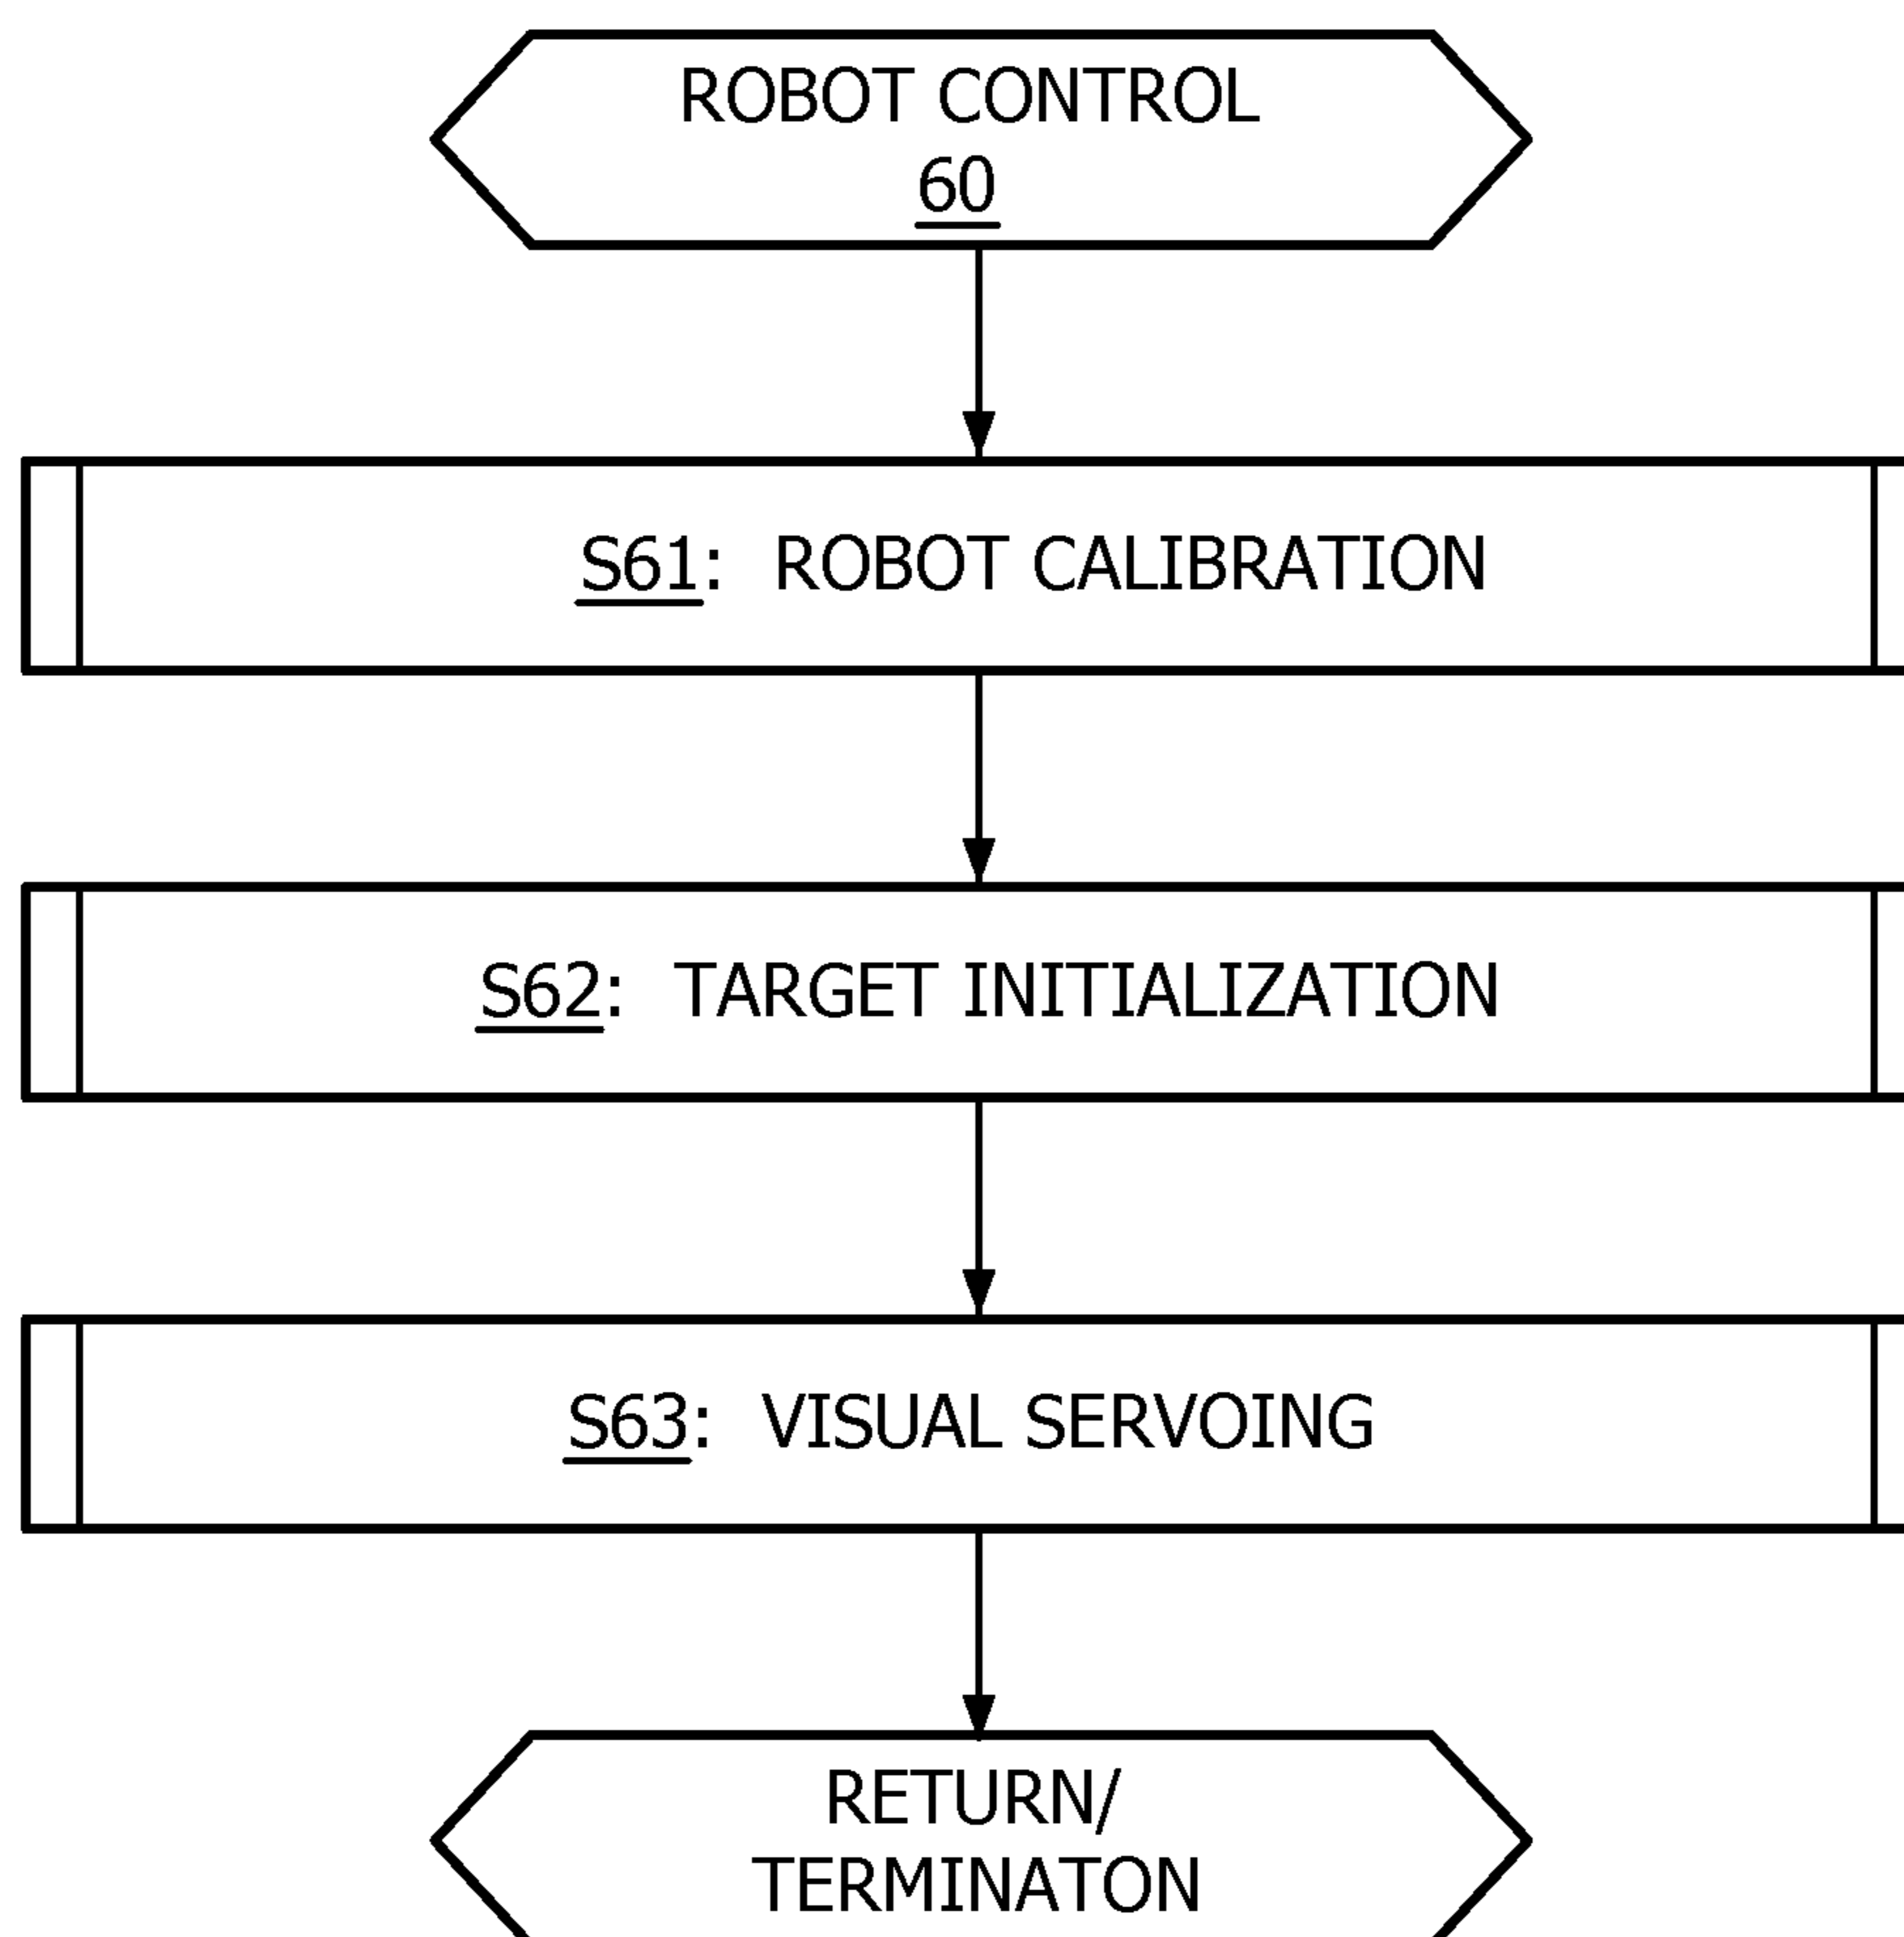 ROBOT CONTROL
60
S61: ROBOT CALIBRATION
S62: TARGET INITIALIZATION
S63: VISUAL SERVOING
RETURN/
TERMINATON